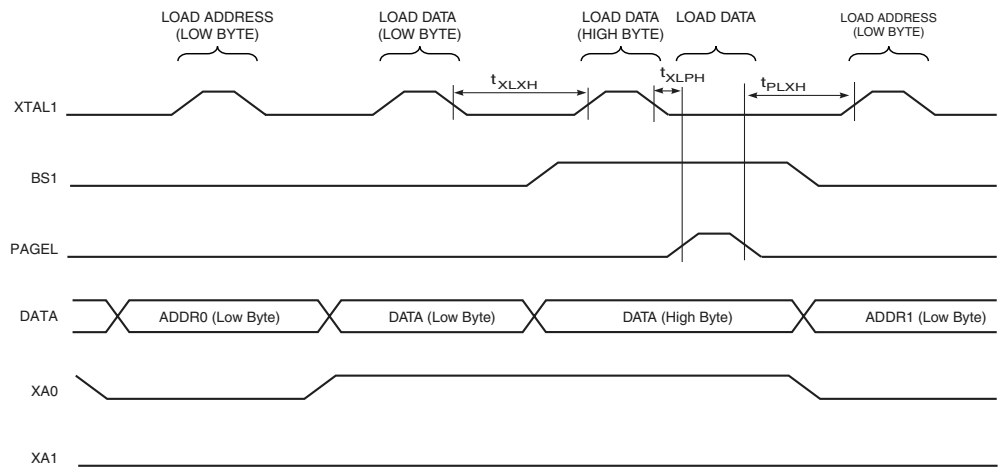 LOAD ADDRESS
(LOW BYTE)
LOAD DATA
(LOW BYTE)
LOAD DATA
(HIGH BYTE)
LOAD DATA
LOAD ADDRESS
(LOW BYTE)
tXLXH
tXLPH
tPLXH
XTAL1
BS1
PAGEL
DATA
ADDR0 (Low Byte)
DATA (Low Byte)
DATA (High Byte)
ADDR1 (Low Byte)
XA0
XA1